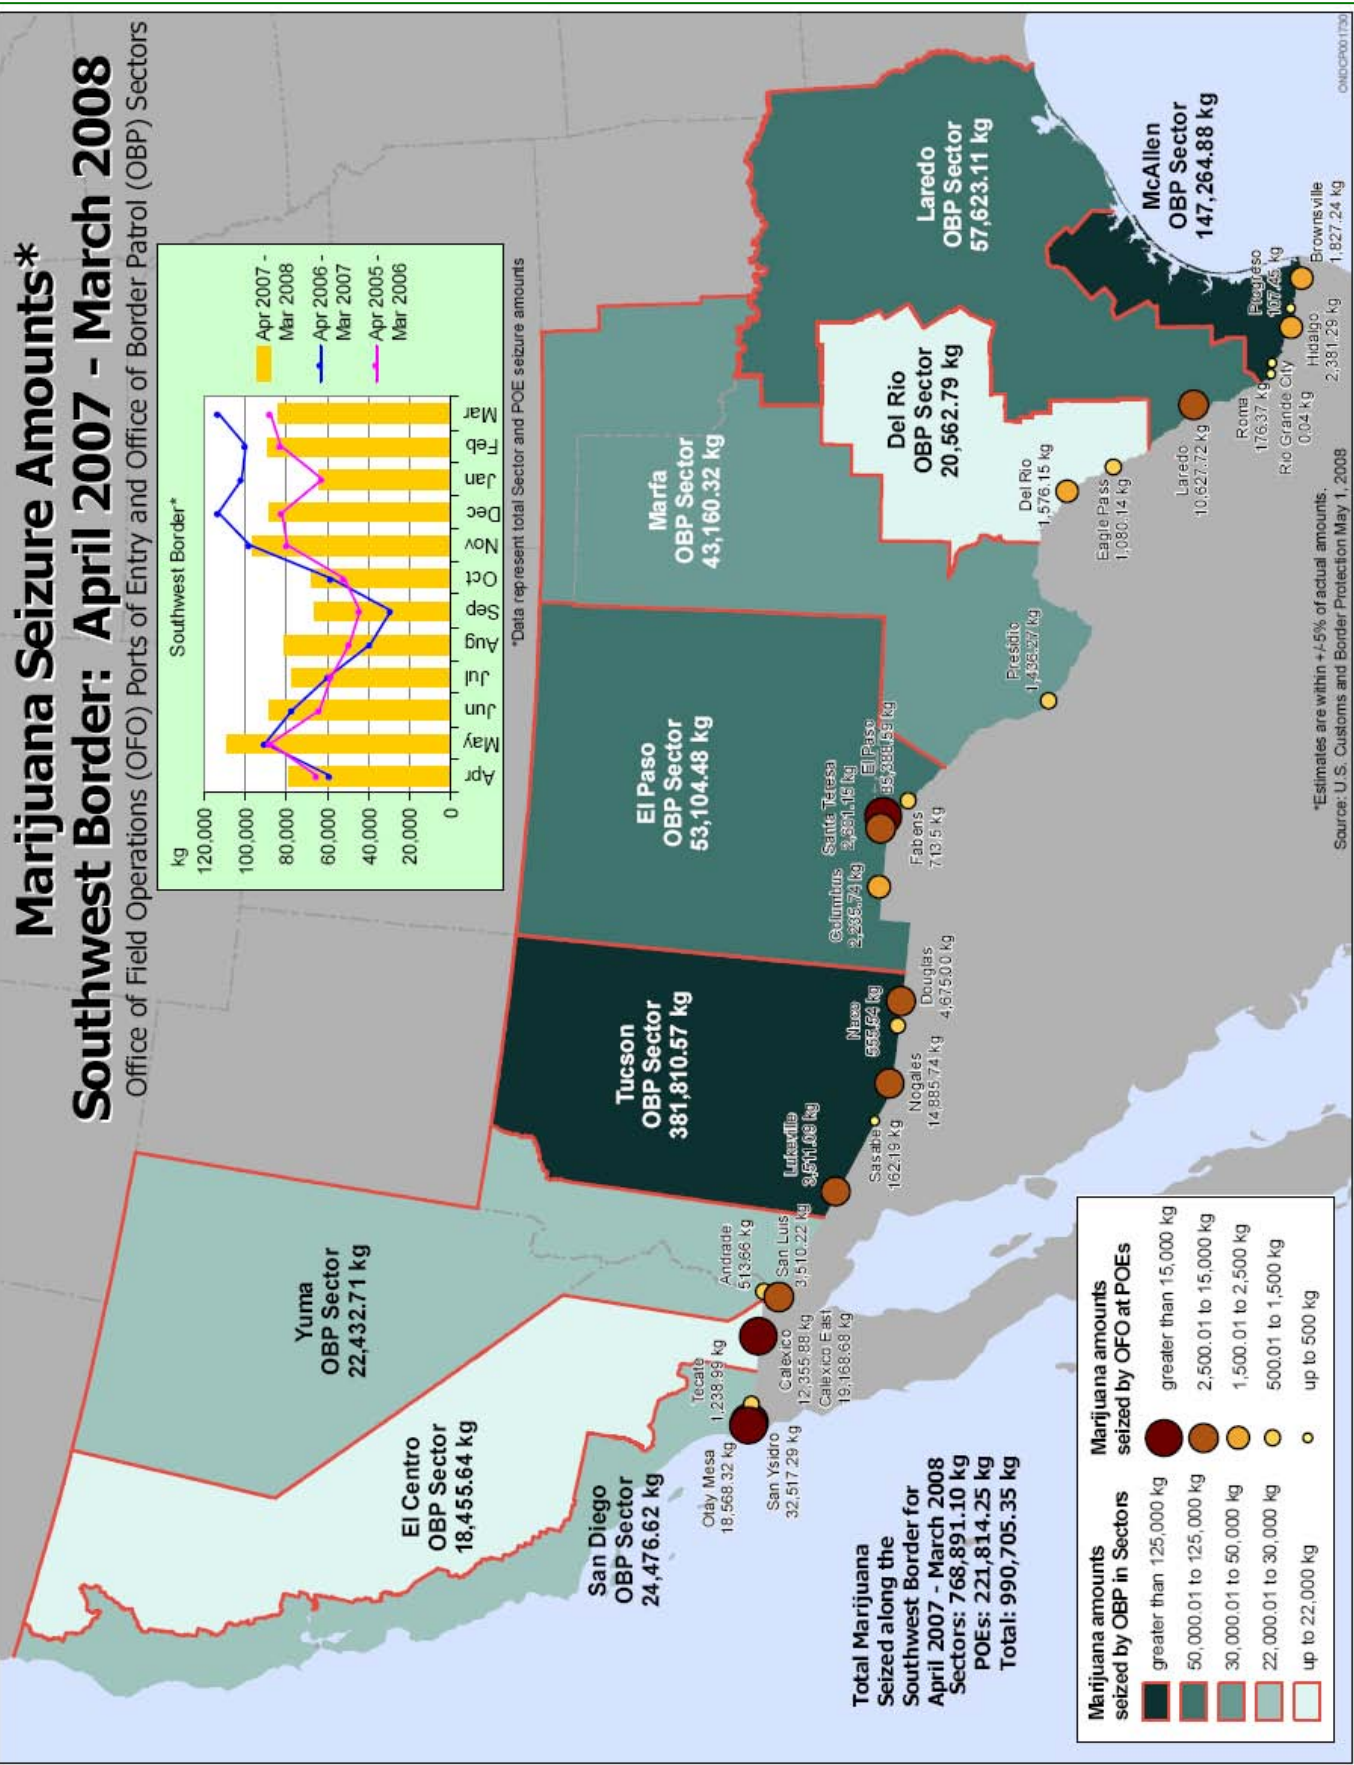 Marijuana Seizure Amounts*
Southwest Border: April 2007 - March 2008
Office of Field Operations (OFO) Ports of Entry and Office of Border Patrol (OBP) Sectors
kg
Southwest Border*
120,000
100,000
80,000
60,000
40,000
20,000
0
Apr
May
Jun
Jul
Aug
Sep
Oct
Nov
Dec
Jan
Feb
Mar
Apr 2007 -
Mar 2008
Apr 2006 -
Mar 2007
Apr 2005 -
Mar 2006
*Data represent total Sector and POE seizure amounts
Yuma
OBP Sector
22,432.71 kg
El Centro
OBP Sector
18,455.64 kg
San Diego
OBP Sector
24,476.62 kg
Tucson
OBP Sector
381,810.57 kg
El Paso
OBP Sector
53,104.48 kg
Marfa
OBP Sector
43,160.32 kg
Del Rio
OBP Sector
20,562.79 kg
Laredo
OBP Sector
57,623.11 kg
McAllen
OBP Sector
147,264.88 kg
Otay Mesa
18,568.32 kg
San Ysidro
32,517.29 kg
Tecate
1,238.99 kg
Calexico
12,355.88 kg
Calexico East
19,168.68 kg
Andrade
513.66 kg
San Luis
3,510.22 kg
Lukeville
3,511.09 kg
Sasabe
162.19 kg
Nogales
14,885.74 kg
Naco
555.54 kg
Douglas
4,675.00 kg
Columbus
2,235.74 kg
Santa Teresa
El Paso
Fabens
713.5 kg
Presidio
1,436.27 kg
Del Rio
1,576.15 kg
Eagle Pass
1,080.14 kg
Laredo
10,627.72 kg
Roma
176.37 kg
Rio Grande City
0.04 kg
Hidalgo
2,381.29 kg
Progreso
107.45 kg
Brownsville
1,827.24 kg
Total Marijuana
Seized along the
Southwest Border for
April 2007 - March 2008
Sectors: 768,891.10 kg
POEs: 221,814.25 kg
Total: 990,705.35 kg
Marijuana amounts
seized by OBP in Sectors
greater than 125,000 kg
50,000.01 to 125,000 kg
30,000.01 to 50,000 kg
22,000.01 to 30,000 kg
up to 22,000 kg
Marijuana amounts
seized by OFO at POEs
greater than 15,000 kg
2,500.01 to 15,000 kg
1,500.01 to 2,500 kg
500.01 to 1,500 kg
up to 500 kg
*Estimates are within +/-5% of actual amounts.
Source: U.S. Customs and Border Protection May 1, 2008
ONDCP001730